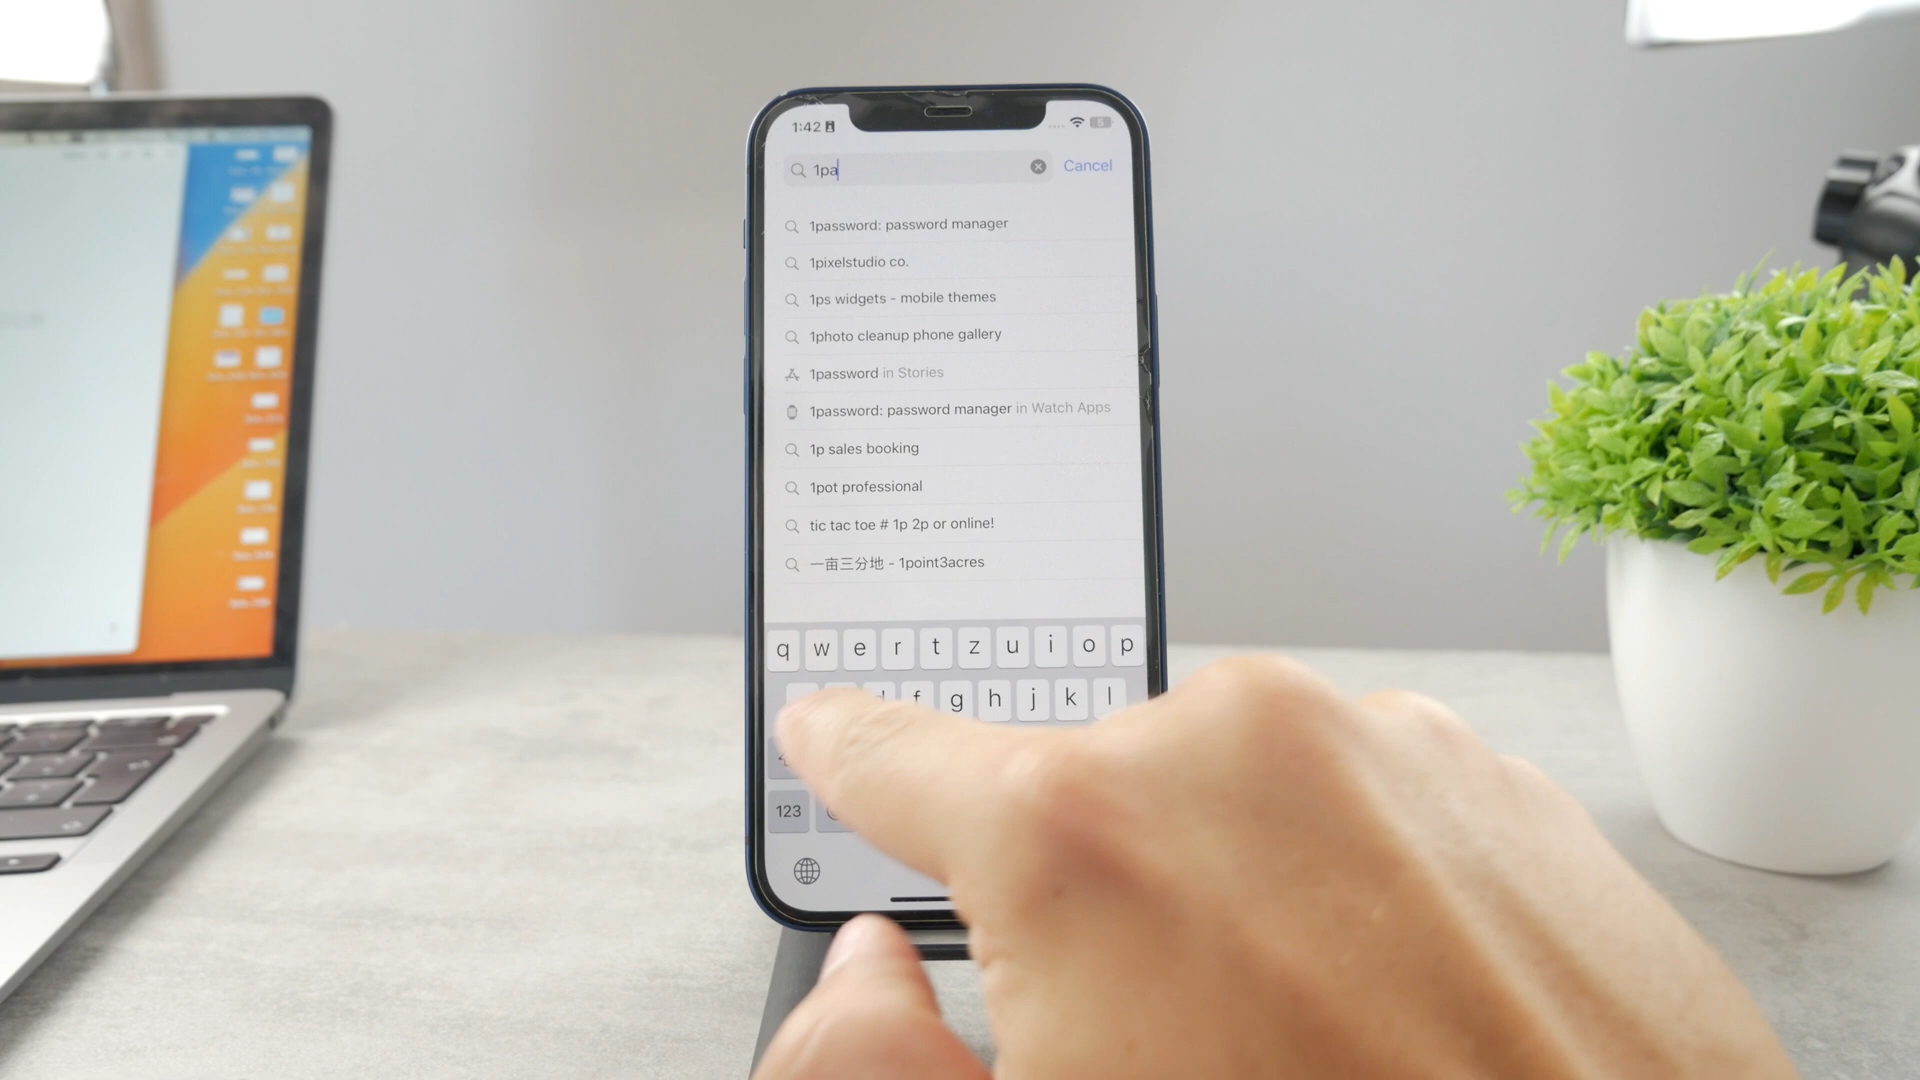 1:42
5
1pa
Cancel
1password: password manager
1pixelstudio co.
1ps widgets - mobile themes
1photo cleanup phone gallery
1password in Stories
1password: password manager in Watch Apps
1p sales booking
1pot professional
tic tac toe # 1p 2p or online!
一亩三分地 - 1point3acres
q w e r t z u i o p
f g h j k l
123